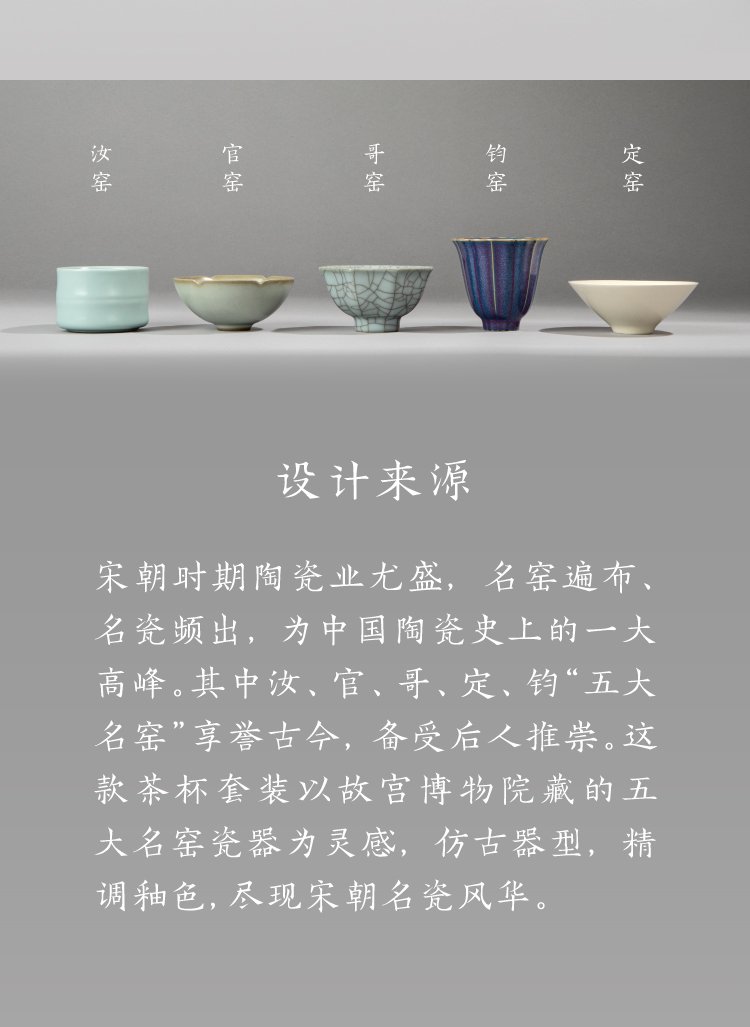 汝窑
官窑
哥窑
钧窑
定窑
设计来源
宋朝时期陶瓷业尤盛，名窑遍布、
名瓷频出，为中国陶瓷史上的一大
高峰。其中汝、官、哥、定、钧“五大
名窑”享誉古今，备受后人推崇。这
款茶杯套装以故宫博物院藏的五
大名窑瓷器为灵感，仿古器型，精
调釉色，尽现宋朝名瓷风华。